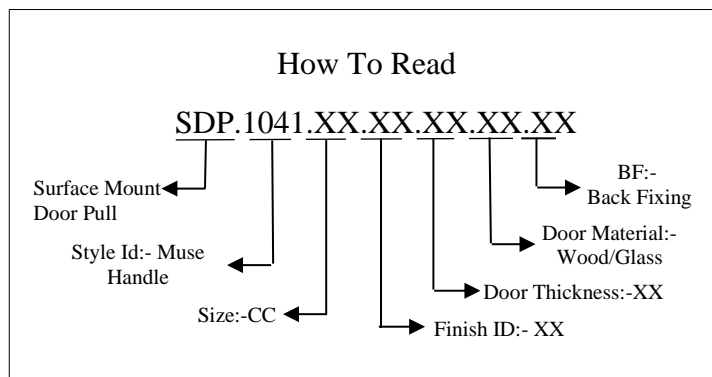 How To Read
SDP.1041.XX.XX.XX.XX.XX
Surface Mount
Door Pull
Style Id:- Muse
Handle
Size:-CC
BF:-
Back Fixing
Door Material:-
Wood/Glass
Door Thickness:-XX
Finish ID:- XX